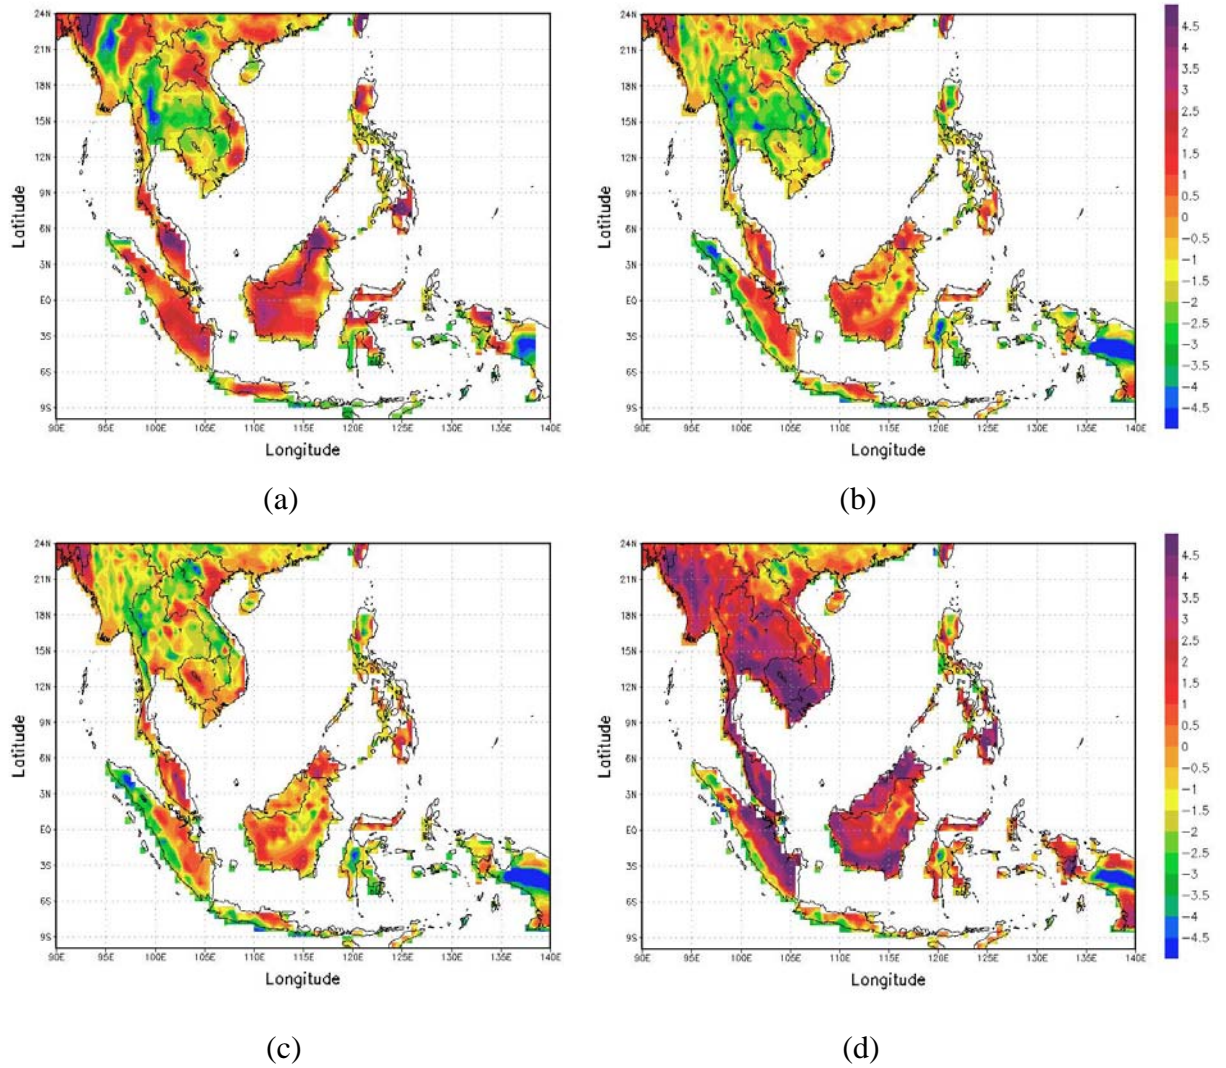 24N
21N
18N
15N
12N
9N
6N
3N
EQ
3S
6S
9S
Latitude
90E 95E 100E 105E 110E 115E 120E 125E 130E 135E 140E
Longitude
(a)
24N
21N
18N
15N
12N
9N
6N
3N
EQ
3S
6S
9S
Latitude
90E 95E 100E 105E 110E 115E 120E 125E 130E 135E 140E
Longitude
(b)
4.5
4
3.5
3
2.5
2
1.5
1
0.5
0
−0.5
−1
−1.5
−2
−2.5
−3
−3.5
−4
−4.5
24N
21N
18N
15N
12N
9N
6N
3N
EQ
3S
6S
9S
Latitude
90E 95E 100E 105E 110E 115E 120E 125E 130E 135E 140E
Longitude
(c)
24N
21N
18N
15N
12N
9N
6N
3N
EQ
3S
6S
9S
Latitude
90E 95E 100E 105E 110E 115E 120E 125E 130E 135E 140E
Longitude
(d)
4.5
4
3.5
3
2.5
2
1.5
1
0.5
0
−0.5
−1
−1.5
−2
−2.5
−3
−3.5
−4
−4.5